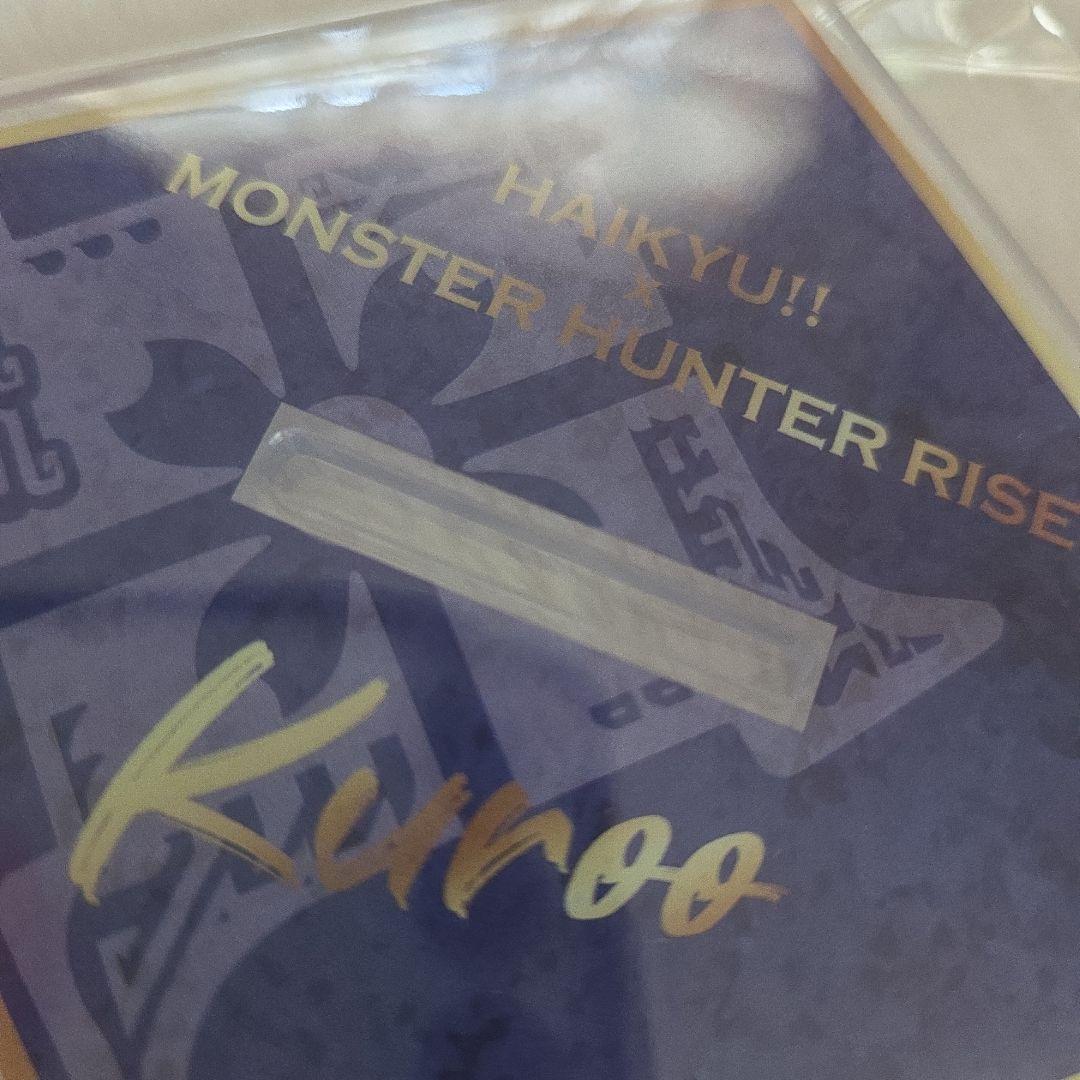 HAIKYU!!
x
MONSTER HUNTER RISE
Kuroo